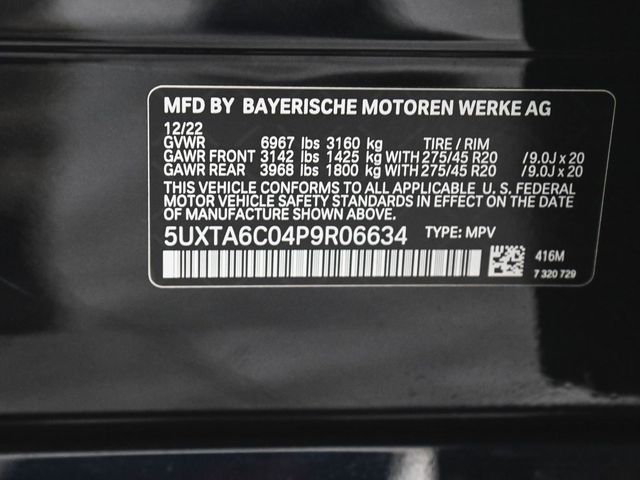 MFD BY BAYERISCHE MOTOREN WERKE AG
12/22
GVWR 6967 lbs 3160 kg TIRE / RIM
GAWR FRONT 3142 lbs 1425 kg WITH 275/45 R20 /9.0J x 20
GAWR REAR 3968 lbs 1800 kg WITH 275/45 R20 /9.0J x 20
THIS VEHICLE CONFORMS TO ALL APPLICABLE U. S. FEDERAL
MOTOR VEHICLE SAFETY STANDARDS IN EFFECT ON THE DATE OF
MANUFACTURE SHOWN ABOVE.
5UXTA6C04P9R06634 TYPE: MPV
416M
7 320 729